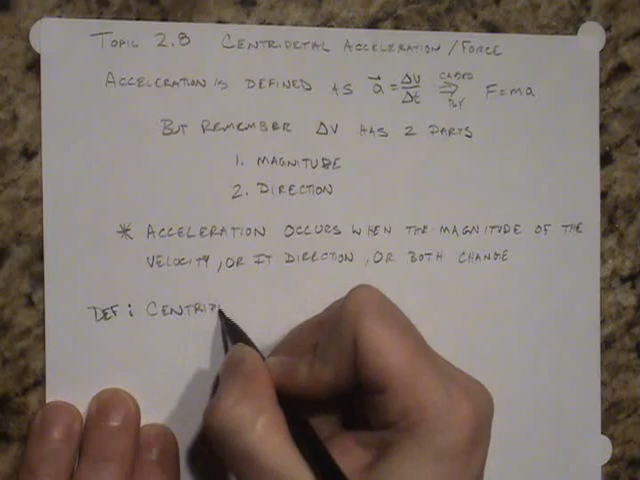 TOPIC 2.8 CENTRIPETAL ACCELERATION/FORCE
ACCELERATION IS DEFINED AS a⃗ = ΔV/Δt CAUSED BY ⇒ F=ma
BUT REMEMBER ΔV HAS 2 PARTS
1. MAGNITUDE
2. DIRECTION
* ACCELERATION OCCURS WHEN THE MAGNITUDE OF THE
VELOCITY, OR IT DIRECTION, OR BOTH CHANGE
DEF: CENTRIP